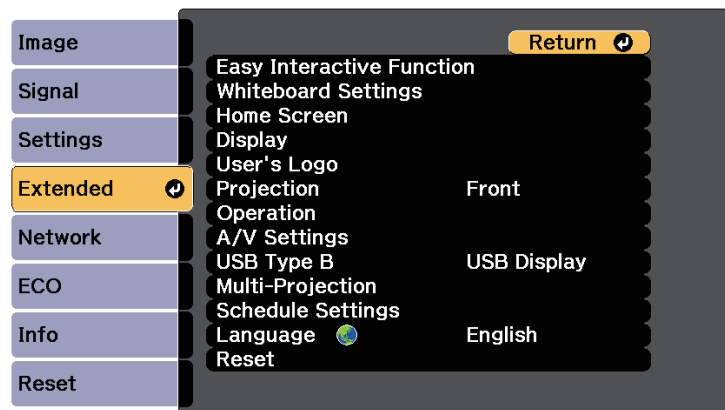 Image
Signal
Settings
Extended
Network
ECO
Info
Reset
Return
Easy Interactive Function
Whiteboard Settings
Home Screen
Display
User's Logo
Projection Front
Operation
A/V Settings
USB Type B USB Display
Multi-Projection
Schedule Settings
Language English
Reset